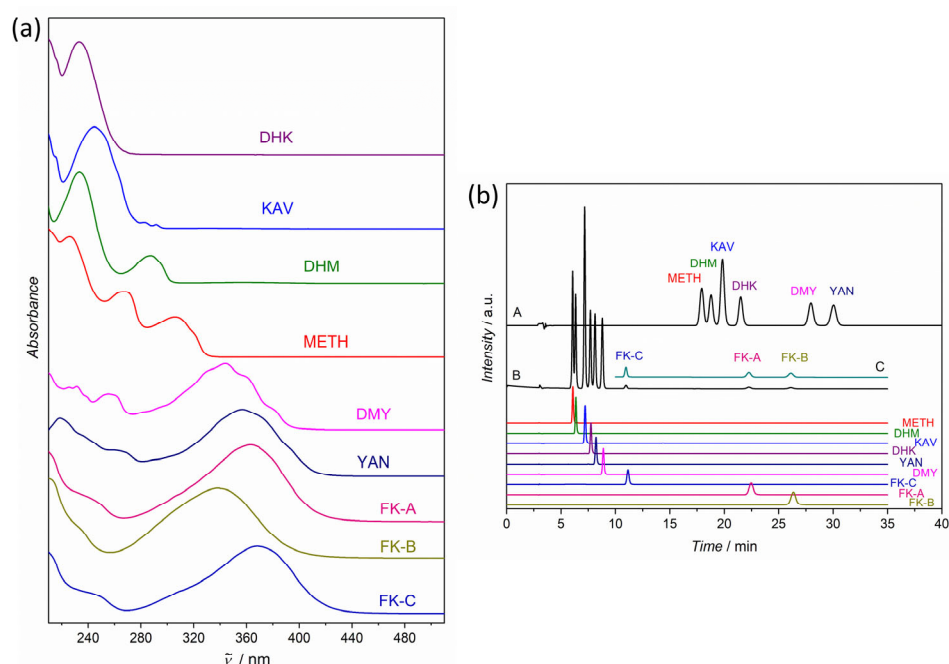 (a)
DHK
KAV
DHM
METH
DMY
YAN
FK-A
FK-B
FK-C
Absorbance
240 280 320 360 400 440 480
ṽ / nm
(b)
KAV
DHM
METH
DHK
DMY YAN
A
FK-C FK-A FK-B C
B
METH
DHM
KAV
DHK
YAN
DMY
FK-C
FK-A
FK-B
Intensity / a.u.
0 5 10 15 20 25 30 35 40
Time / min